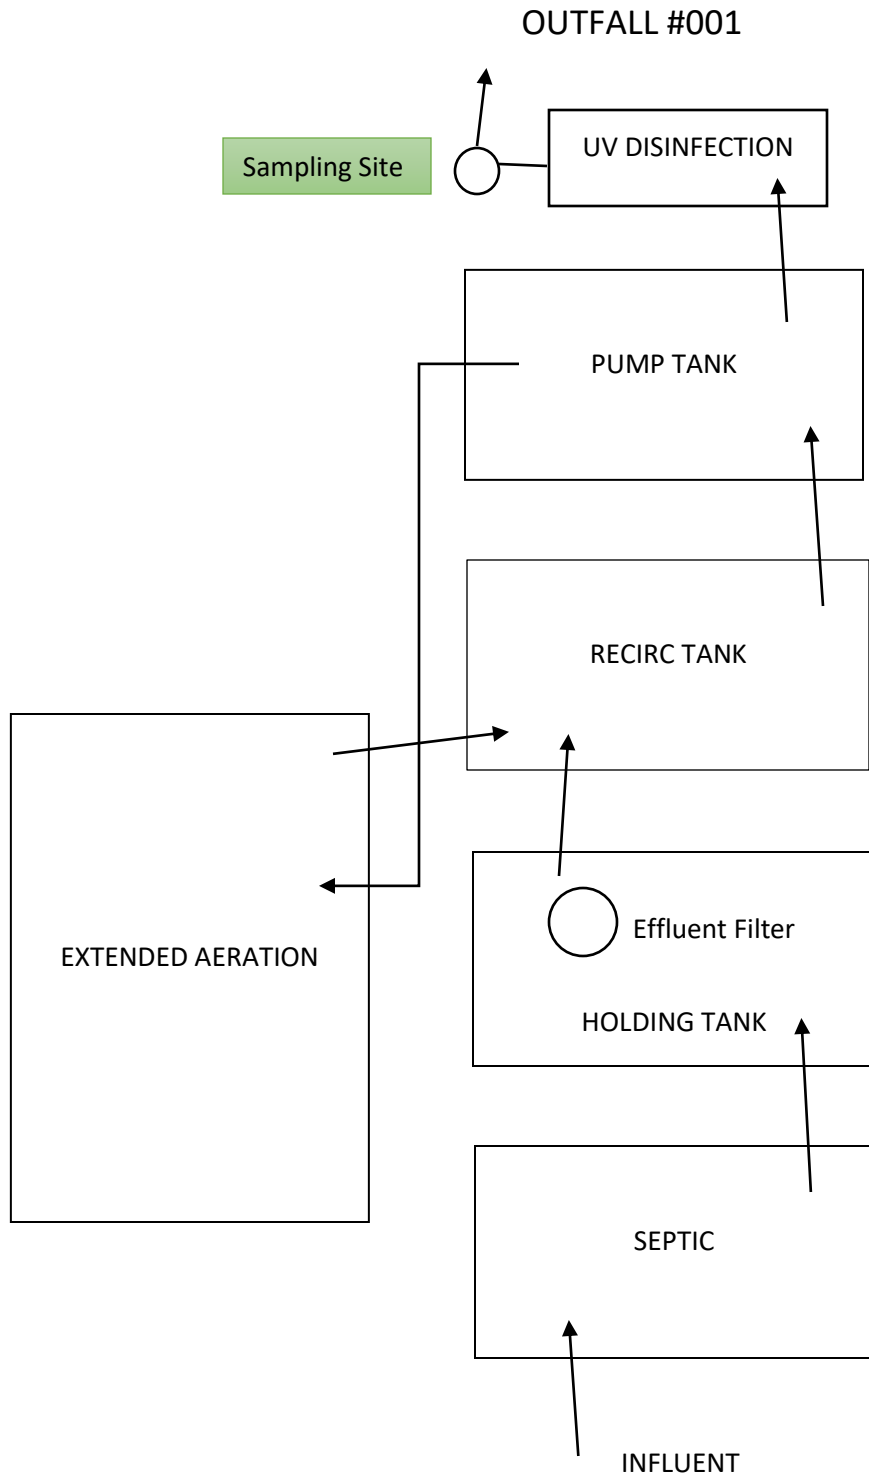 OUTFALL #001
UV DISINFECTION
Sampling Site
PUMP TANK
RECIRC TANK
Effluent Filter
EXTENDED AERATION
HOLDING TANK
SEPTIC
INFLUENT